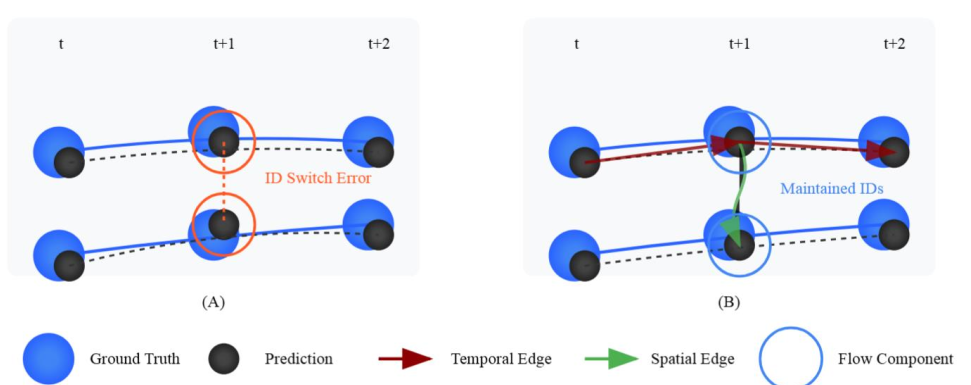 t t+1 t+2 t t+1 t+2
ID Switch Error
Maintained IDs
(A) (B)
Ground Truth Prediction Temporal Edge Spatial Edge Flow Component